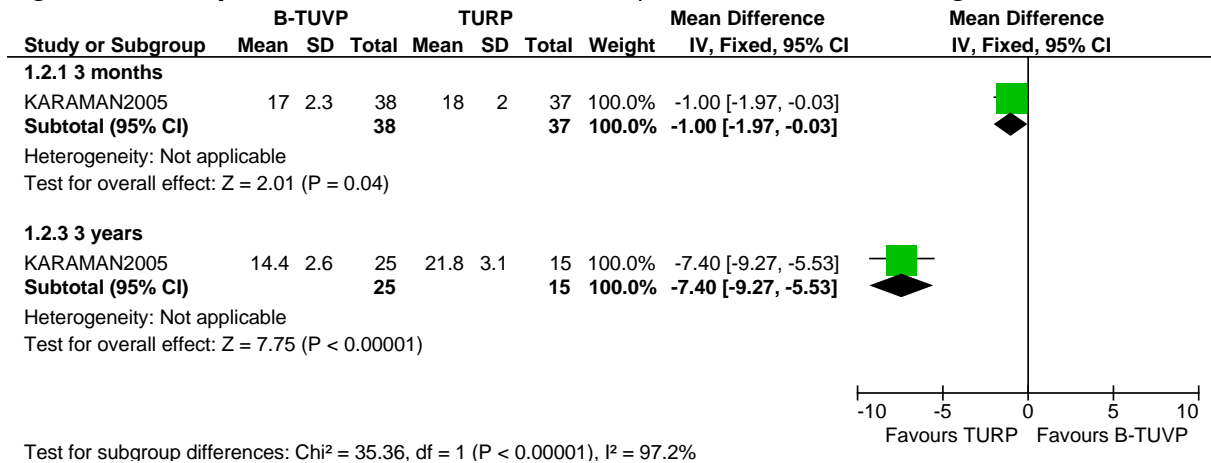 B-TUVP TURP Mean Difference Mean Difference
Study or Subgroup Mean SD Total Mean SD Total Weight IV, Fixed, 95% CI IV, Fixed, 95% CI
1.2.1 3 months
KARAMAN2005 17 2.3 38 18 2 37 100.0% -1.00 [-1.97, -0.03]
Subtotal (95% CI) 38 37 100.0% -1.00 [-1.97, -0.03]
Heterogeneity: Not applicable
Test for overall effect: Z = 2.01 (P = 0.04)
1.2.3 3 years
KARAMAN2005 14.4 2.6 25 21.8 3.1 15 100.0% -7.40 [-9.27, -5.53]
Subtotal (95% CI) 25 15 100.0% -7.40 [-9.27, -5.53]
Heterogeneity: Not applicable
Test for overall effect: Z = 7.75 (P < 0.00001)
-10 -5 0 5 10
Favours TURP Favours B-TUVP
Test for subgroup differences: Chi² = 35.36, df = 1 (P < 0.00001), I² = 97.2%